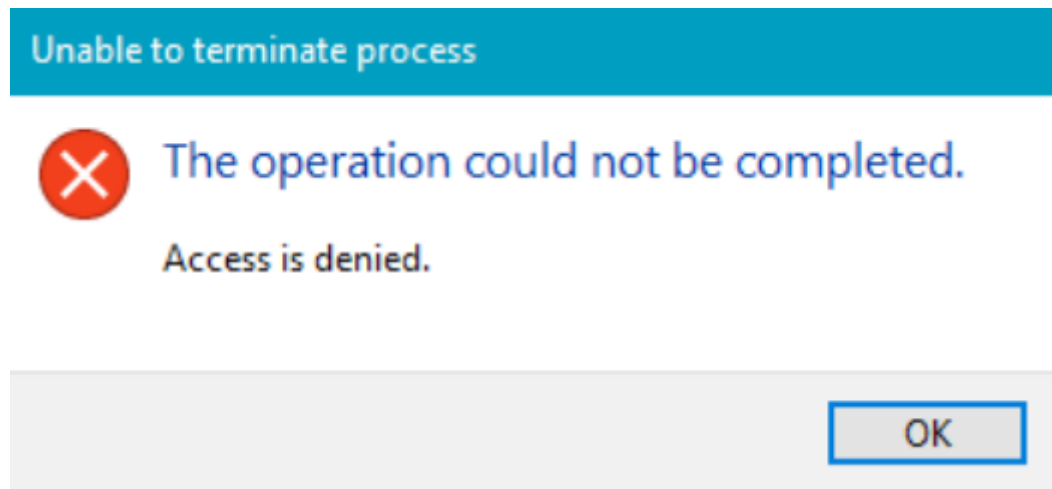 Unable to terminate process
The operation could not be completed.
Access is denied.
OK